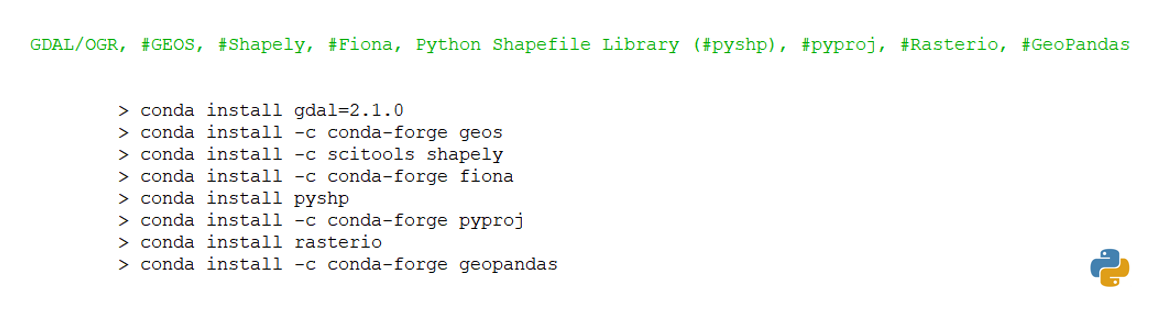 GDAL/OGR, #GEOS, #Shapely, #Fiona, Python Shapefile Library (#pyshp), #pyproj, #Rasterio, #GeoPandas
> conda install gdal=2.1.0
> conda install -c conda-forge geos
> conda install -c scitools shapely
> conda install -c conda-forge fiona
> conda install pyshp
> conda install -c conda-forge pyproj
> conda install rasterio
> conda install -c conda-forge geopandas